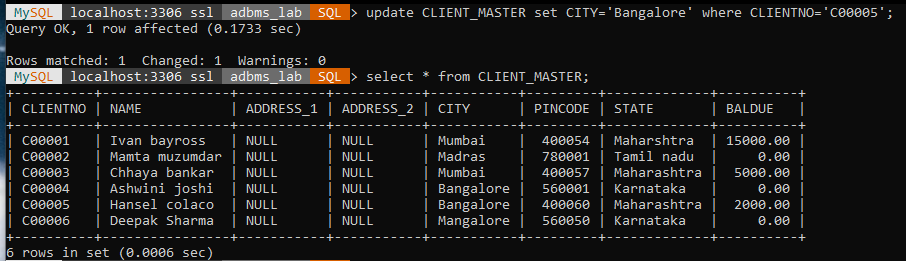 MySQL localhost:3306 ssl adbms_lab SQL > update CLIENT_MASTER set CITY='Bangalore' where CLIENTNO='C00005';
Query OK, 1 row affected (0.1733 sec)

Rows matched: 1  Changed: 1  Warnings: 0
MySQL localhost:3306 ssl adbms_lab SQL > select * from CLIENT_MASTER;
+----------+----------------+-----------+-----------+-----------+---------+-------------+----------+
| CLIENTNO | NAME           | ADDRESS_1 | ADDRESS_2 | CITY      | PINCODE | STATE       | BALDUE   |
+----------+----------------+-----------+-----------+-----------+---------+-------------+----------+
| C00001   | Ivan bayross   | NULL      | NULL      | Mumbai    |  400054 | Maharshtra  | 15000.00 |
| C00002   | Mamta muzumdar | NULL      | NULL      | Madras    |  780001 | Tamil nadu  |     0.00 |
| C00003   | Chhaya bankar  | NULL      | NULL      | Mumbai    |  400057 | Maharashtra |  5000.00 |
| C00004   | Ashwini joshi  | NULL      | NULL      | Bangalore |  560001 | Karnataka   |     0.00 |
| C00005   | Hansel colaco  | NULL      | NULL      | Bangalore |  400060 | Maharashtra |  2000.00 |
| C00006   | Deepak Sharma  | NULL      | NULL      | Mangalore |  560050 | Karnataka   |     0.00 |
+----------+----------------+-----------+-----------+-----------+---------+-------------+----------+
6 rows in set (0.0006 sec)